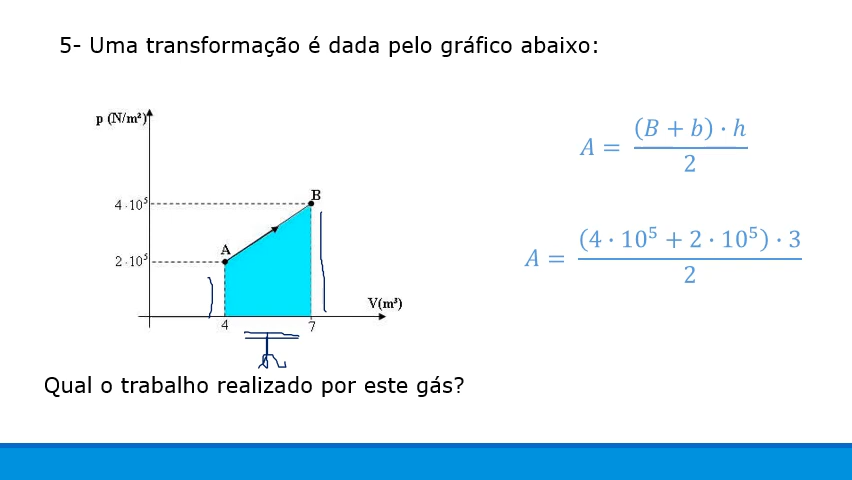 5- Uma transformação é dada pelo gráfico abaixo:
p (N/m²)
A = (B + b) · h / 2
4 · 10⁵
B
A = (4 · 10⁵ + 2 · 10⁵) · 3 / 2
A
2 · 10⁵
V(m³)
4
7
h
Qual o trabalho realizado por este gás?